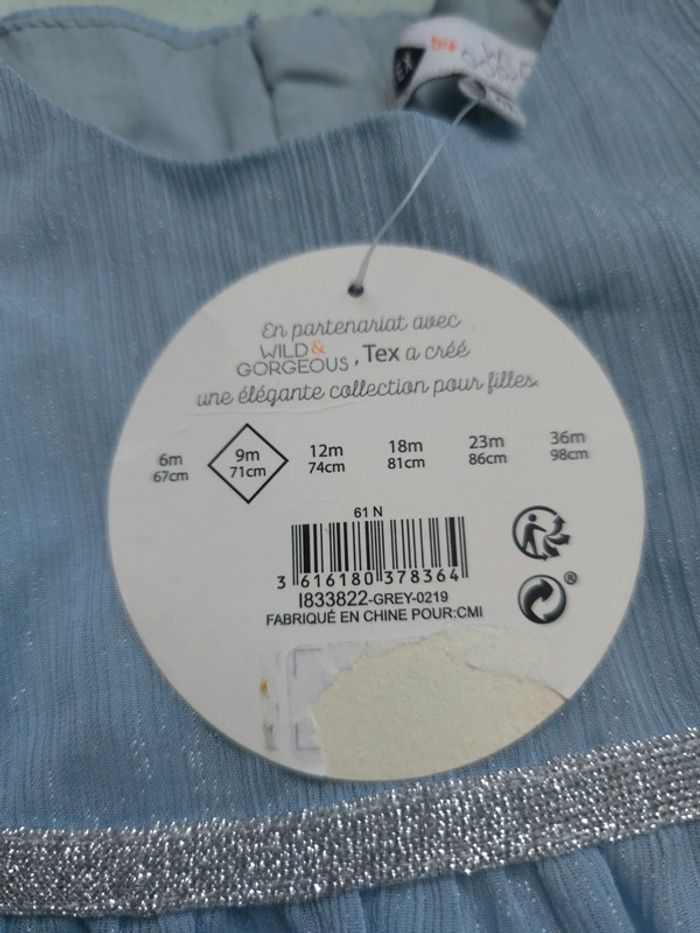 En partenariat avec
WILD &
GORGEOUS, Tex a créé
une élégante collection pour filles.
6m 9m 12m 18m 23m 36m
67cm 71cm 74cm 81cm 86cm 98cm
61 N
3 616180 378364
I833822-GREY-0219
FABRIQUÉ EN CHINE POUR:CMI
®